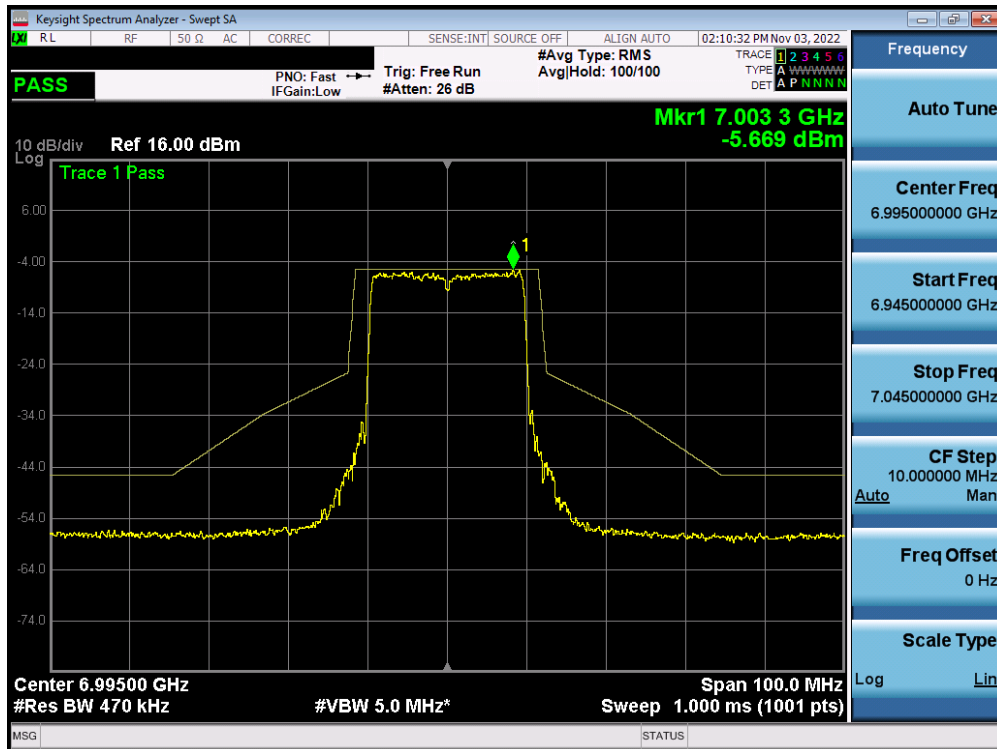 Keysight Spectrum Analyzer - Swept SA
LXI RL RF 50 Ω AC CORREC SENSE:INT SOURCE OFF ALIGN AUTO 02:10:32 PM Nov 03, 2022
PASS
PNO: Fast
IFGain:Low
Trig: Free Run
#Atten: 26 dB
#Avg Type: RMS
Avg|Hold: 100/100
TRACE 1 2 3 4 5 6
TYPE A WWWWW
DET A P N N N N
Mkr1 7.003 3 GHz
-5.669 dBm
10 dB/div Ref 16.00 dBm
Log
Trace 1 Pass
1
6.00
-4.00
-14.0
-24.0
-34.0
-44.0
-54.0
-64.0
-74.0
Center 6.99500 GHz Span 100.0 MHz
#Res BW 470 kHz #VBW 5.0 MHz* Sweep 1.000 ms (1001 pts)
MSG STATUS
Frequency
Auto Tune
Center Freq
6.995000000 GHz
Start Freq
6.945000000 GHz
Stop Freq
7.045000000 GHz
CF Step
10.000000 MHz
Auto Man
Freq Offset
0 Hz
Scale Type
Log Lin